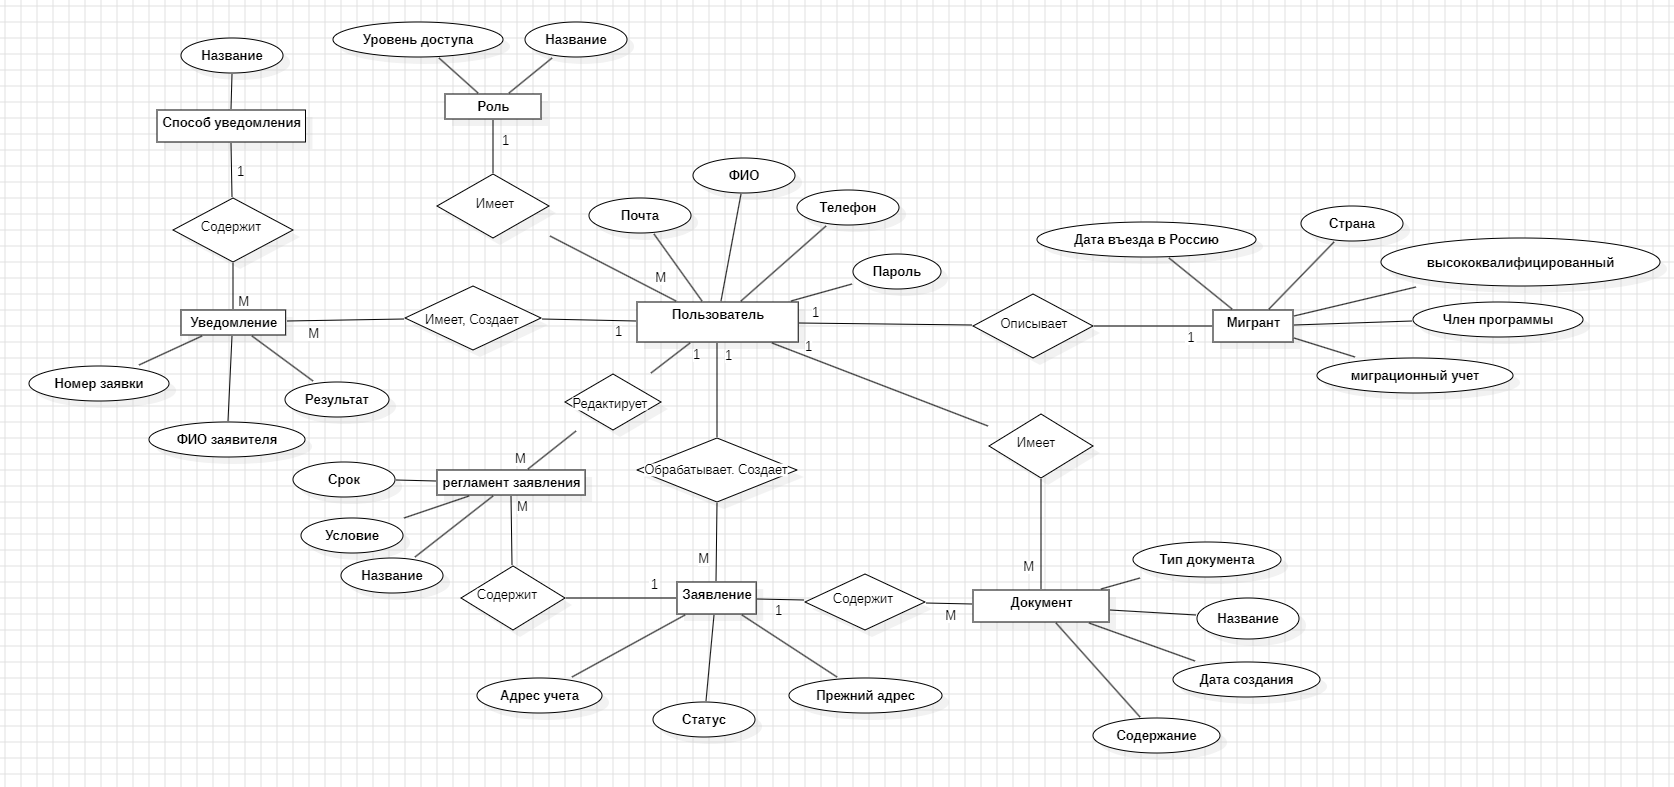 Уровень доступа
Название
Название
Роль
Способ уведомления
1
1
ФИО
Имеет
Почта
Телефон
Содержит
Страна
Дата въезда в Россию
высококвалифицированный
М
Пароль
М
Уведомление
Имеет, Создает
Пользователь
1
Описывает
Мигрант
Член программы
М
1
1
1
1
1
миграционный учет
Номер заявки
Результат
Редактирует
ФИО заявителя
Имеет
М
Обрабатывает. Создает
Срок
регламент заявления
М
Условие
М
М
Тип документа
Название
1
Содержит
Заявление
Содержит
Документ
1
М
Название
Адрес учета
Прежний адрес
Дата создания
Статус
Содержание